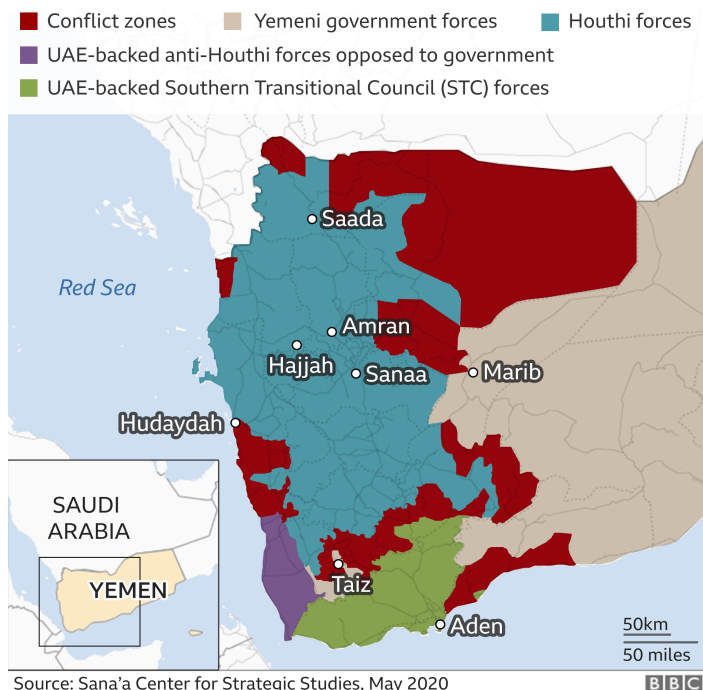 Conflict zones
Yemeni government forces
Houthi forces
UAE-backed anti-Houthi forces opposed to government
UAE-backed Southern Transitional Council (STC) forces
Saada
Red Sea
Amran
Hajjah
Sanaa
Marib
Hudaydah
SAUDI
ARABIA
YEMEN
Taiz
Aden
50km
50 miles
Source: Sana'a Center for Strategic Studies, May 2020
BBC